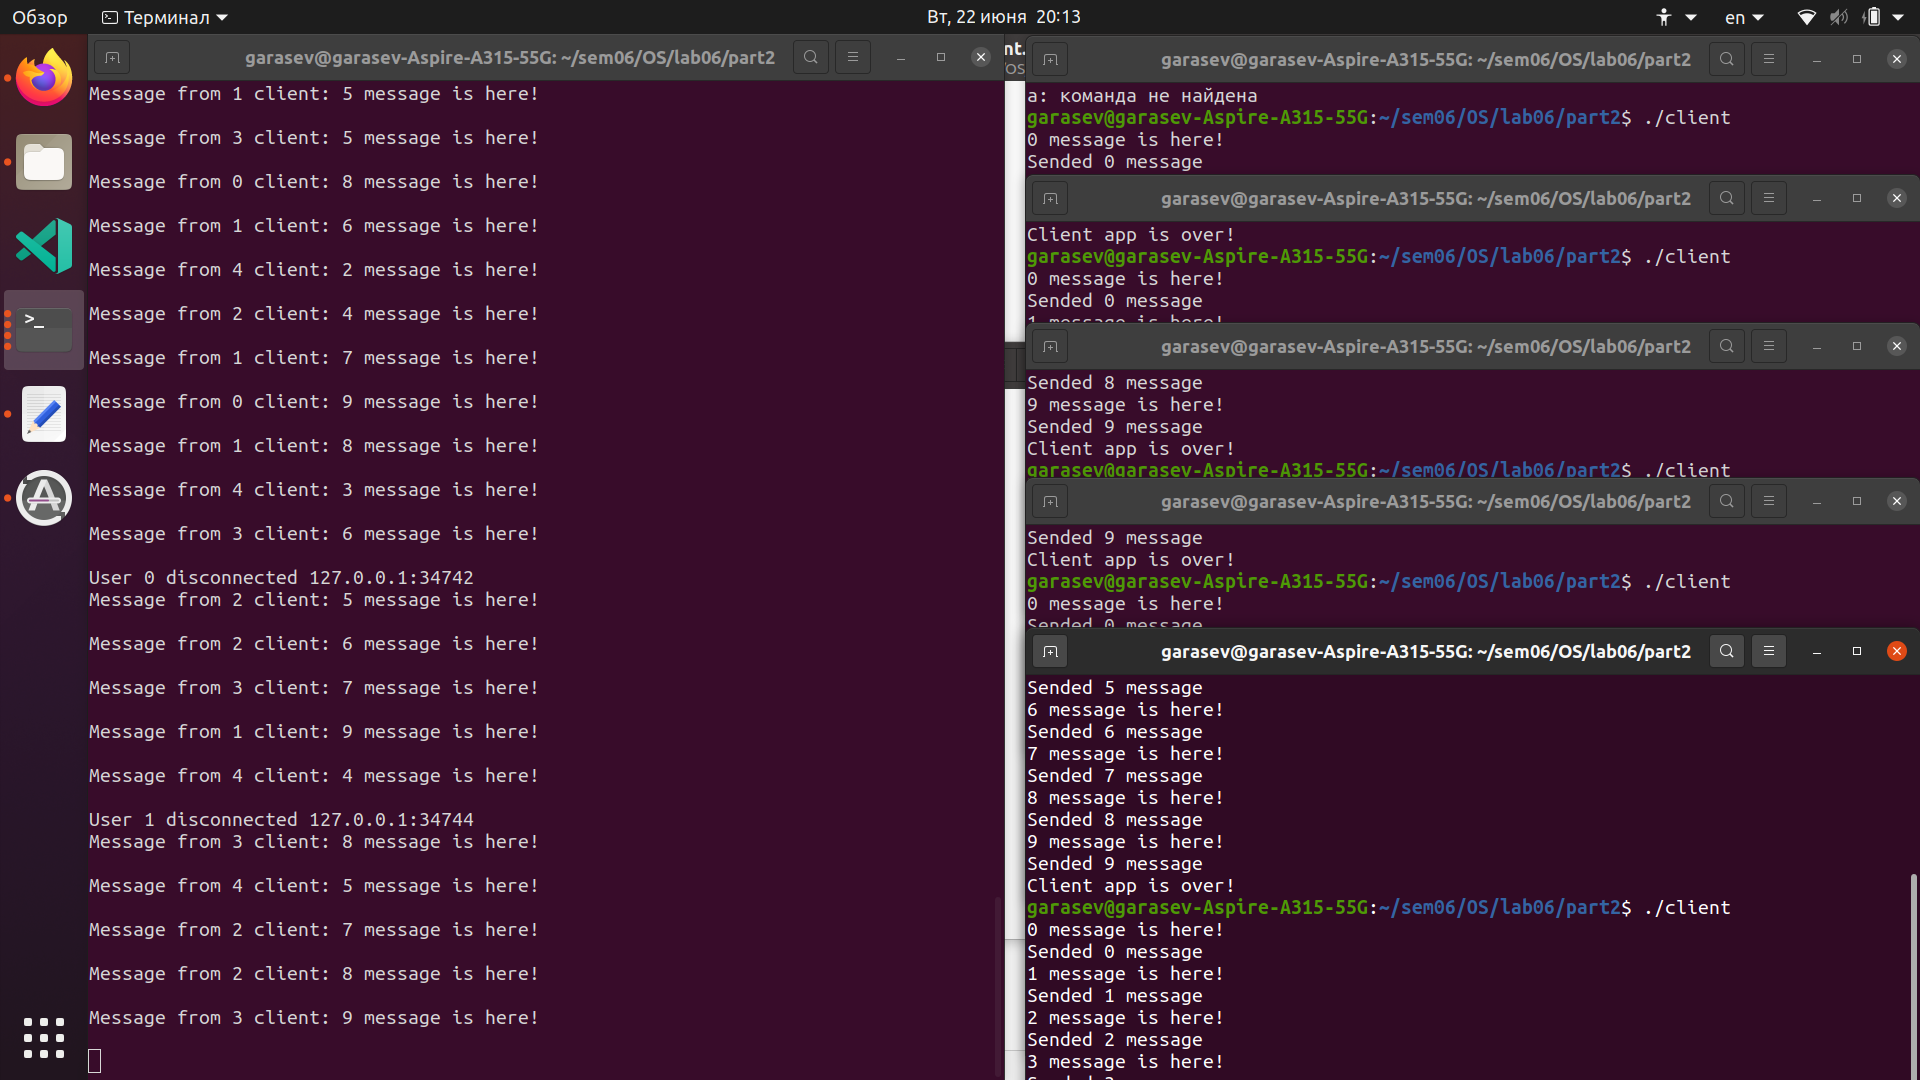 Обзор
Терминал
Вт, 22 июня 20:13
en
garasev@garasev-Aspire-A315-55G: ~/sem06/OS/lab06/part2
Message from 1 client: 5 message is here!
Message from 3 client: 5 message is here!
Message from 0 client: 8 message is here!
Message from 1 client: 6 message is here!
Message from 4 client: 2 message is here!
Message from 2 client: 4 message is here!
Message from 1 client: 7 message is here!
Message from 0 client: 9 message is here!
Message from 1 client: 8 message is here!
Message from 4 client: 3 message is here!
Message from 3 client: 6 message is here!
User 0 disconnected 127.0.0.1:34742
Message from 2 client: 5 message is here!
Message from 2 client: 6 message is here!
Message from 3 client: 7 message is here!
Message from 1 client: 9 message is here!
Message from 4 client: 4 message is here!
User 1 disconnected 127.0.0.1:34744
Message from 3 client: 8 message is here!
Message from 4 client: 5 message is here!
Message from 2 client: 7 message is here!
Message from 2 client: 8 message is here!
Message from 3 client: 9 message is here!
nt.
/OS
garasev@garasev-Aspire-A315-55G: ~/sem06/OS/lab06/part2
a: команда не найдена
garasev@garasev-Aspire-A315-55G:~/sem06/OS/lab06/part2$ ./client
0 message is here!
Sended 0 message
garasev@garasev-Aspire-A315-55G: ~/sem06/OS/lab06/part2
Client app is over!
garasev@garasev-Aspire-A315-55G:~/sem06/OS/lab06/part2$ ./client
0 message is here!
Sended 0 message
1 message is here!
garasev@garasev-Aspire-A315-55G: ~/sem06/OS/lab06/part2
Sended 8 message
9 message is here!
Sended 9 message
Client app is over!
garasev@garasev-Aspire-A315-55G:~/sem06/OS/lab06/part2$ ./client
garasev@garasev-Aspire-A315-55G: ~/sem06/OS/lab06/part2
Sended 9 message
Client app is over!
garasev@garasev-Aspire-A315-55G:~/sem06/OS/lab06/part2$ ./client
0 message is here!
Sended 0 message
garasev@garasev-Aspire-A315-55G: ~/sem06/OS/lab06/part2
Sended 5 message
6 message is here!
Sended 6 message
7 message is here!
Sended 7 message
8 message is here!
Sended 8 message
9 message is here!
Sended 9 message
Client app is over!
garasev@garasev-Aspire-A315-55G:~/sem06/OS/lab06/part2$ ./client
0 message is here!
Sended 0 message
1 message is here!
Sended 1 message
2 message is here!
Sended 2 message
3 message is here!